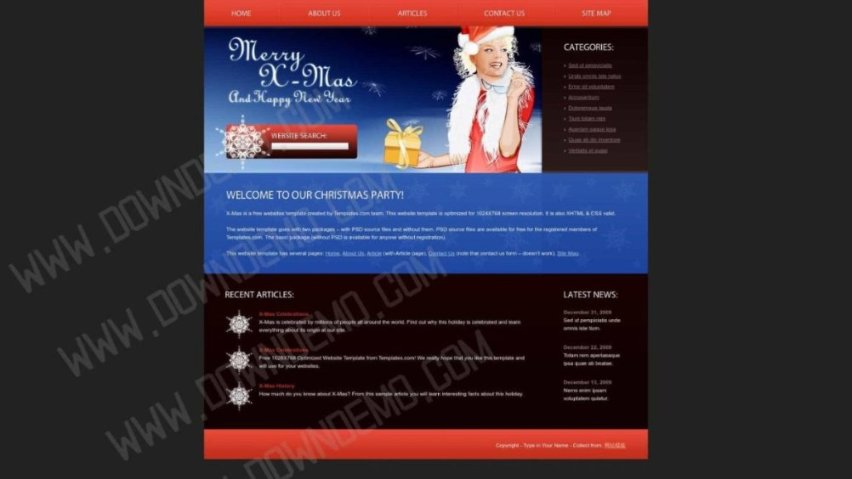 HOME
ABOUT US
ARTICLES
CONTACT US
SITE MAP
Merry
X-Mas
And Happy New Year
WEBSITE SEARCH:
CATEGORIES:
Sed ut perspiciatis
Unde omnis iste natus
Error sit voluptatem
Accusantium
Doloremque lauda
Totam rem
Aperiam eaque ipsa
Quae ab illo inventore
Veritatis et quasi
WELCOME TO OUR CHRISTMAS PARTY!
X-Mas is a free website template created by Templates.com team. This website template is optimized for 1024X768 screen resolution. It is also XHTML & CSS valid.
The website template goes with two packages – with PSD source files and without them. PSD source files are available for free for the registered members of
Templates.com. The basic package (without PSD is available for anyone without registration).
This website template has several pages: Home, About Us, Article (with Article page), Contact Us (note that contact us form – doesn't work), Site Map.
RECENT ARTICLES:
X-Mas Celebrations
X-Mas is celebrated by millions of people all around the world. Find out why this holiday is celebrated and learn
everything about its origin at our site.
X-Mas Celebrations
Free 1028X768 Optimized Website Template from Templates.com! We really hope that you like this template and
will use for your websites.
X-Mas History
How much do you know about X-Mas? From this sample article you will learn interesting facts about this holiday.
LATEST NEWS:
December 31, 2009
Sed ut perspiciatis unde
omnis iste natus.
December 22, 2009
Totam rem aperiaeaque
ipsa quae ab beatae.
December 13, 2009
Nemo enim ipsam
voluptatem quiatut.
Copyright - Type in Your Name - Collect from
WWW.DOWNDEMO.COM
WWW.DOWNDEMO.COM
WWW.DOWNDEMO.COM